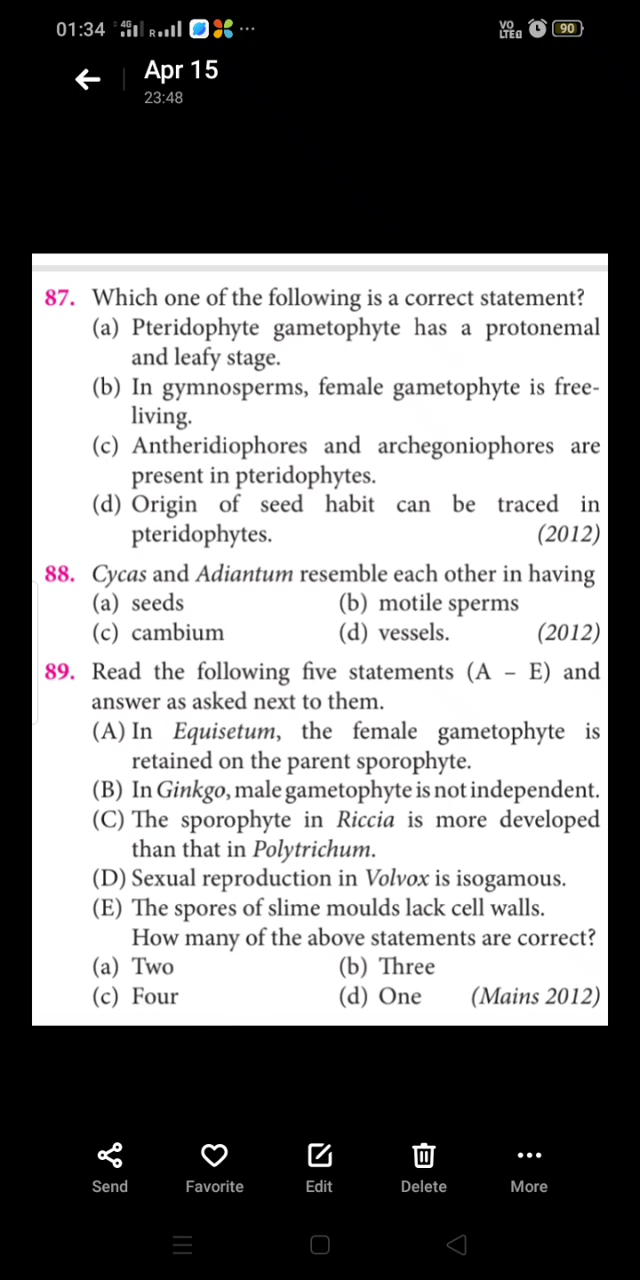 01:34 4G R ... VO LTE 90
Apr 15
23:48
87. Which one of the following is a correct statement?
(a) Pteridophyte gametophyte has a protonemal
and leafy stage.
(b) In gymnosperms, female gametophyte is free-
living.
(c) Antheridiophores and archegoniophores are
present in pteridophytes.
(d) Origin of seed habit can be traced in
pteridophytes. (2012)
88. Cycas and Adiantum resemble each other in having
(a) seeds (b) motile sperms
(c) cambium (d) vessels. (2012)
89. Read the following five statements (A – E) and
answer as asked next to them.
(A) In Equisetum, the female gametophyte is
retained on the parent sporophyte.
(B) In Ginkgo, male gametophyte is not independent.
(C) The sporophyte in Riccia is more developed
than that in Polytrichum.
(D) Sexual reproduction in Volvox is isogamous.
(E) The spores of slime moulds lack cell walls.
How many of the above statements are correct?
(a) Two (b) Three
(c) Four (d) One (Mains 2012)
Send Favorite Edit Delete More